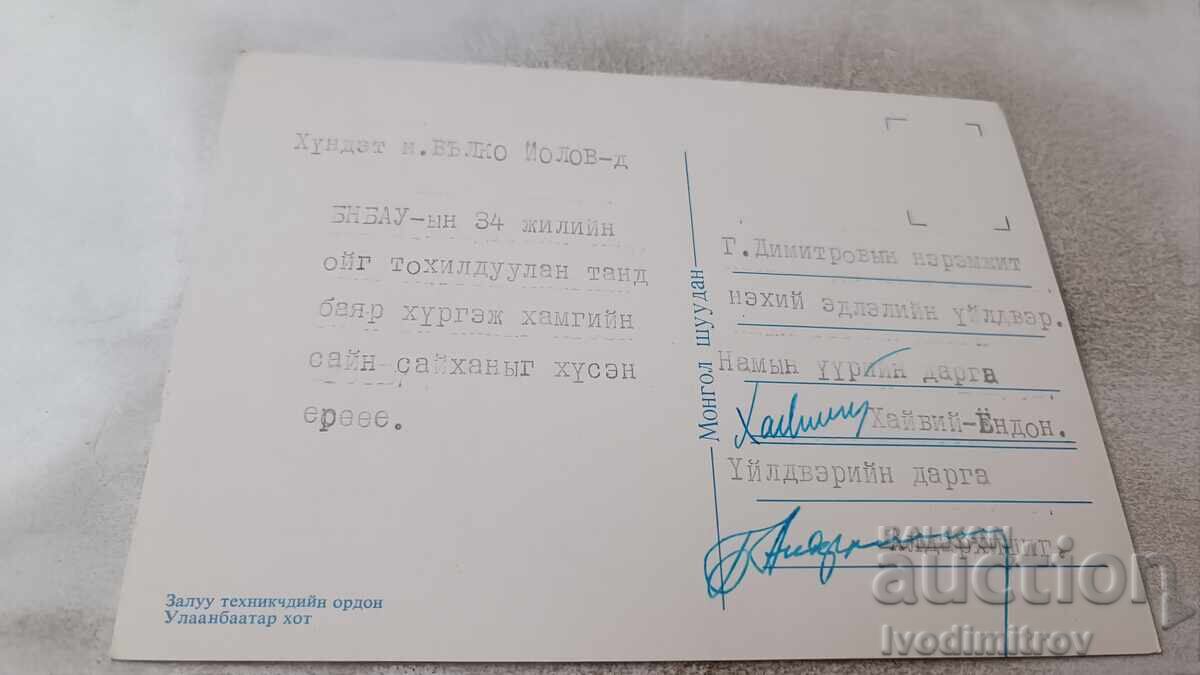 Хүндэт н.ВЪЛКО ЙОЛОВ-д
БНБАУ-ын 34 жилийн
ойг тохилдуулан танд
баяр хүргэж хамгийн
сайн сайханыг хүсэн
ерөөе.
Монгол шуудан
Г.Димитровын нэрэмжит
нэхий эдлэлийн үйлдвэр.
Намын үүрийн дарга
Хайвий-Ёндон.
Үйлдвэрийн дарга
Залуу техникчдийн ордон
Улаанбаатар хот
auction
Ivodimitrov